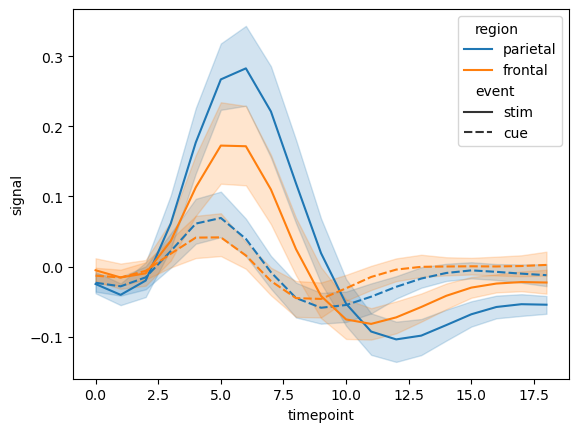 region
parietal
frontal
event
stim
cue
signal
0.3
0.2
0.1
0.0
−0.1
0.0
2.5
5.0
7.5
10.0
12.5
15.0
17.5
timepoint